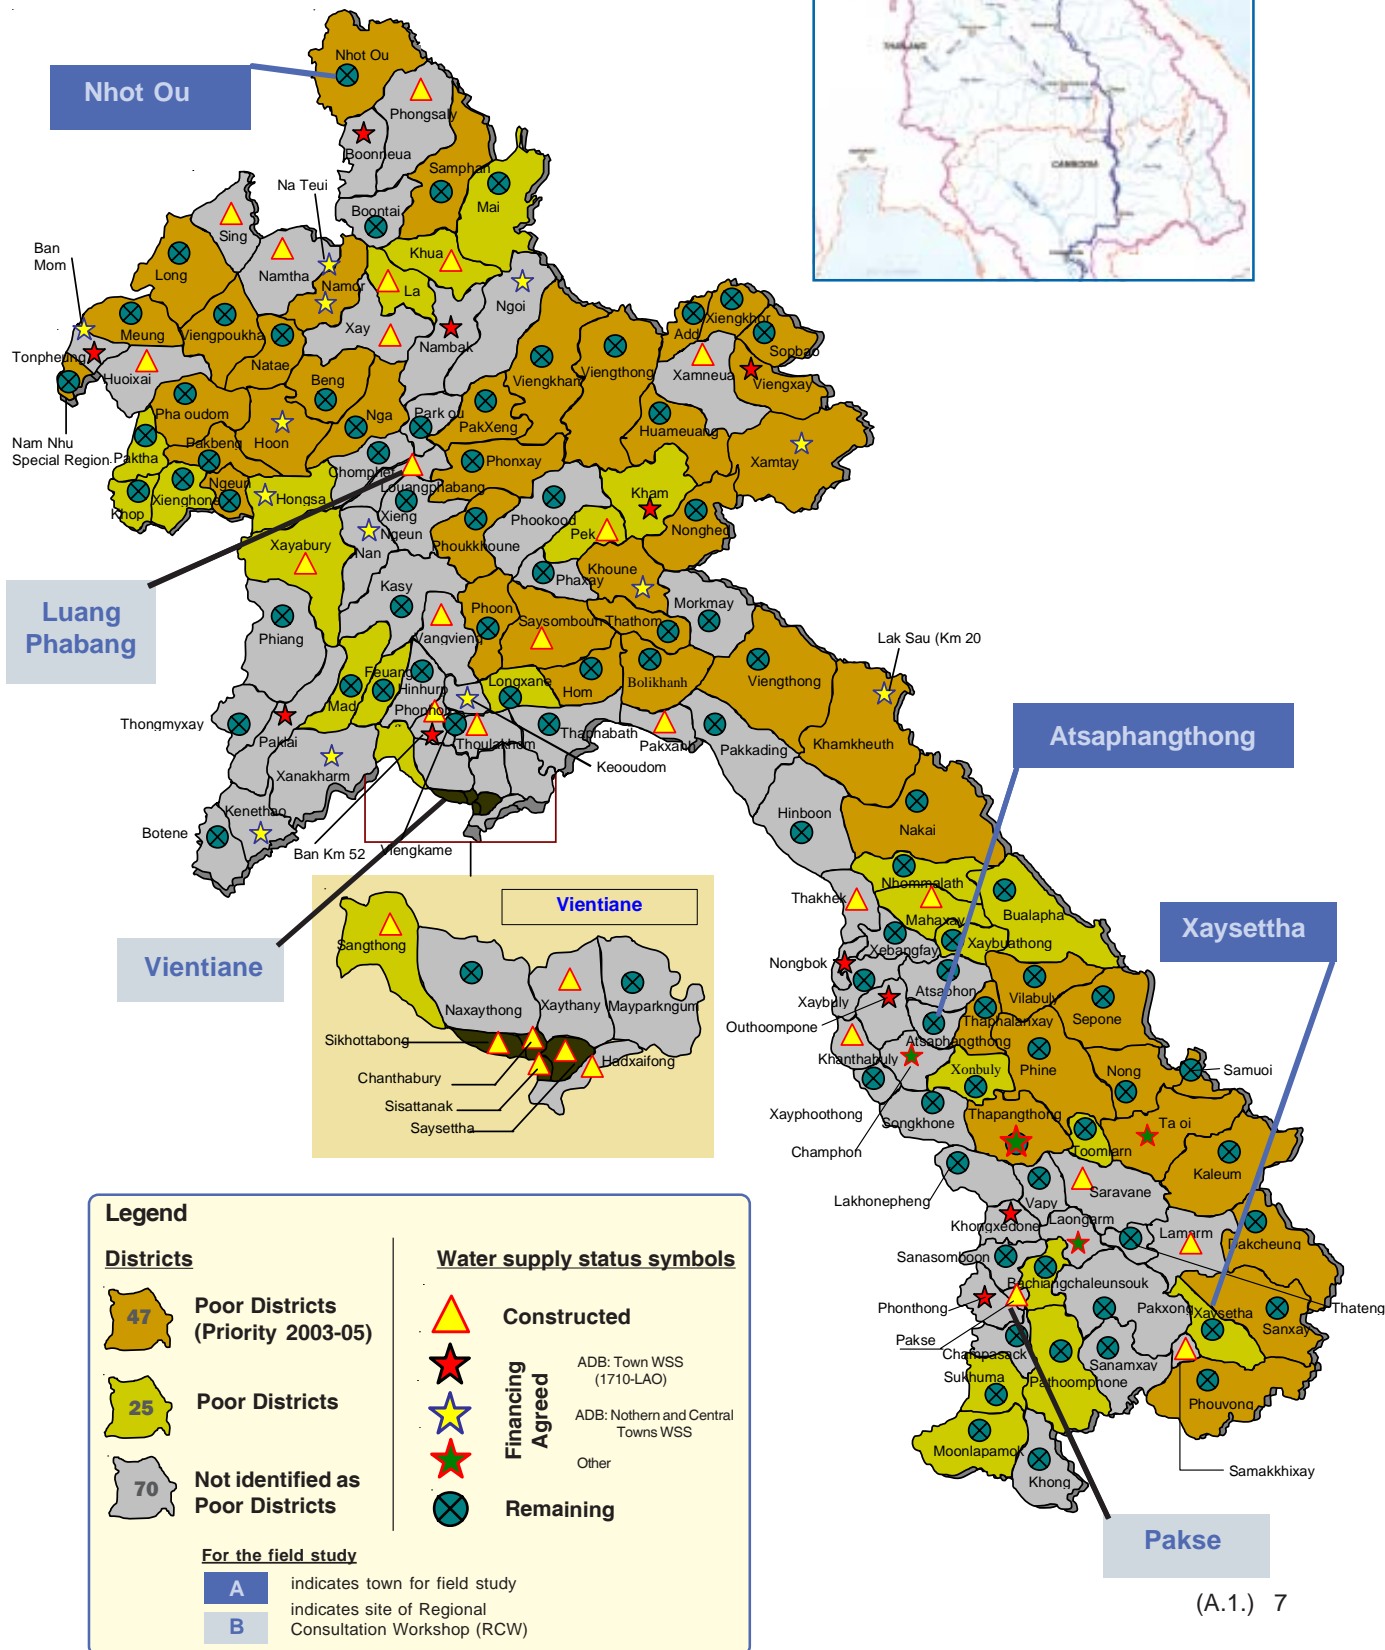 Nhot Ou
Nhot Ou
Phongsaly
Boonneua
Samphan
Na Teui
Boontai
Mai
Sing
Ban
Mom
Khua
Long
Namtha
Namor
La
Ngoi
Meung
Viengpoukha
Xay
Nambak
Add
Xiengkhor
Sopbao
Tonpheung
Huoixai
Natae
Viengkham
Viengthong
Xamneua
Viengxay
Beng
Pha oudom
Nga
Park ou
PakXeng
Huameuang
Nam Nhu
Special Region
Paktha
Pakbeng
Hoon
Chomphet
Phonxay
Xamtay
Khop
Xienghone
Ngeun
Hongsa
Louangphabang
Kham
Xieng
Ngeun
Phookood
Nonghed
Xayabury
Nan
Phoukkhoune
Pek
Luang
Phabang
Kasy
Phaxay
Khoune
Morkmay
Phiang
Vangvieng
Phoon
Saysomboun
Thathom
Lak Sau (Km 20
Feuang
Hinhurp
Longxane
Hom
Bolikhanh
Viengthong
Mad
Thongmyxay
Paklai
Phophon
Thoulakhom
Thaphabath
Pakxanh
Pakkading
Khamkheuth
Atsaphangthong
Xanakharm
Keooudom
Hinboon
Nakai
Kenethao
Botene
Ban Km 52
Viengkame
Vientiane
Vientiane
Sangthong
Naxaythong
Xaythany
Mayparkngum
Sikhottabong
Hadxaifong
Chanthabury
Sisattanak
Saysettha
Thakhek
Nhommalath
Mahaxay
Bualapha
Xaysettha
Xebangfay
Xaybuathong
Nongbok
Xaybuly
Atsaphon
Vilabuly
Sepone
Outhoompone
Thaphalanxay
Atsaphangthong
Khanthabuly
Xonbuly
Phine
Nong
Samuoi
Xayphoothong
Songkhone
Thapangthong
Ta oi
Champhon
Toomlarn
Kaleum
Lakhonepheng
Vapy
Saravane
Khongxedone
Laongarm
Lamarm
Dakcheung
Sanasomboon
Bachiangchaleunsouk
Phonthong
Pakxong
Xaysetha
Thateng
Sanxay
Pakse
Champasack
Sanamxay
Sukhuma
Pathoomphone
Phouvong
Moonlapamok
Khong
Samakkhixay
Pakse
THAILAND
CAMBODIA
Legend
Districts
Water supply status symbols
47
Poor Districts
(Priority 2003-05)
25
Poor Districts
70
Not identified as
Poor Districts
Constructed
Financing
Agreed
ADB: Town WSS
(1710-LAO)
ADB: Nothern and Central
Towns WSS
Other
Remaining
For the field study
A
indicates town for field study
B
indicates site of Regional
Consultation Workshop (RCW)
(A.1.) 7